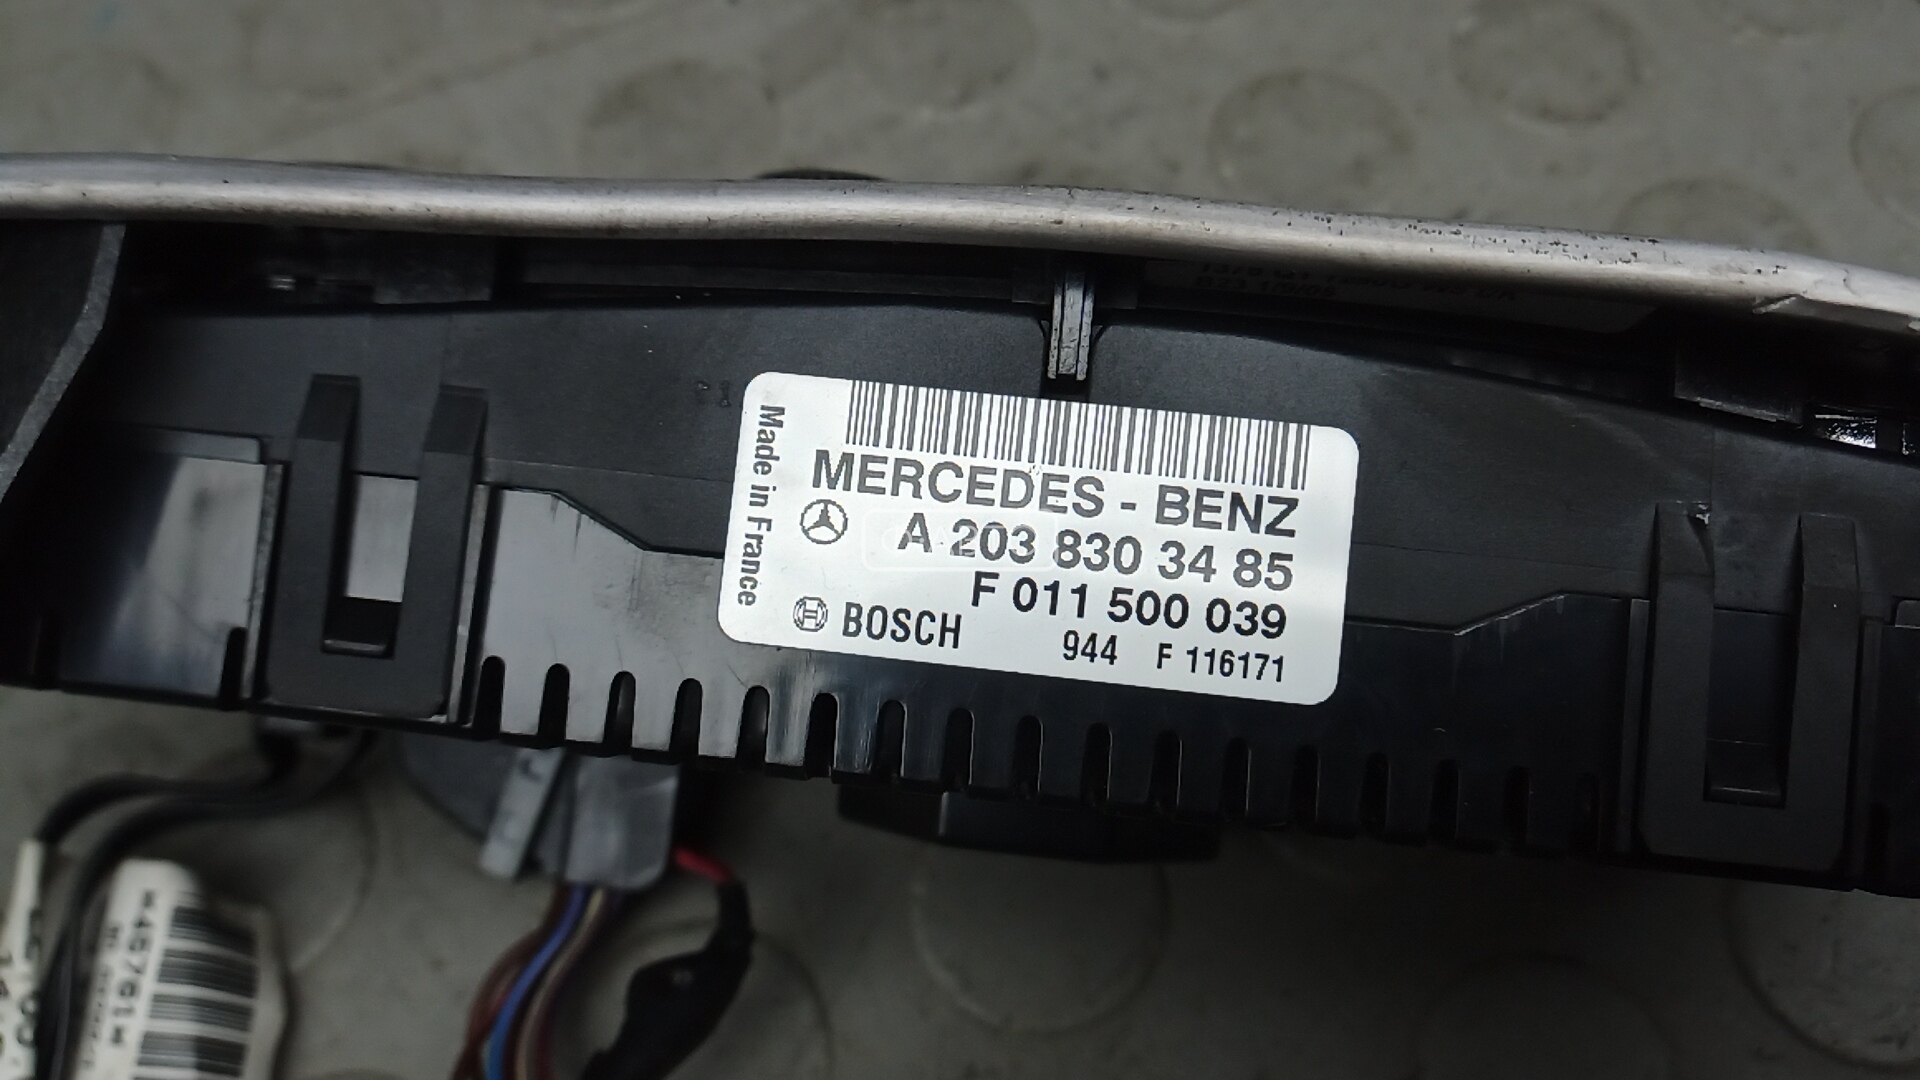 Made in France
MERCEDES - BENZ
A 203 830 34 85
F 011 500 039
BOSCH
944 F 116171